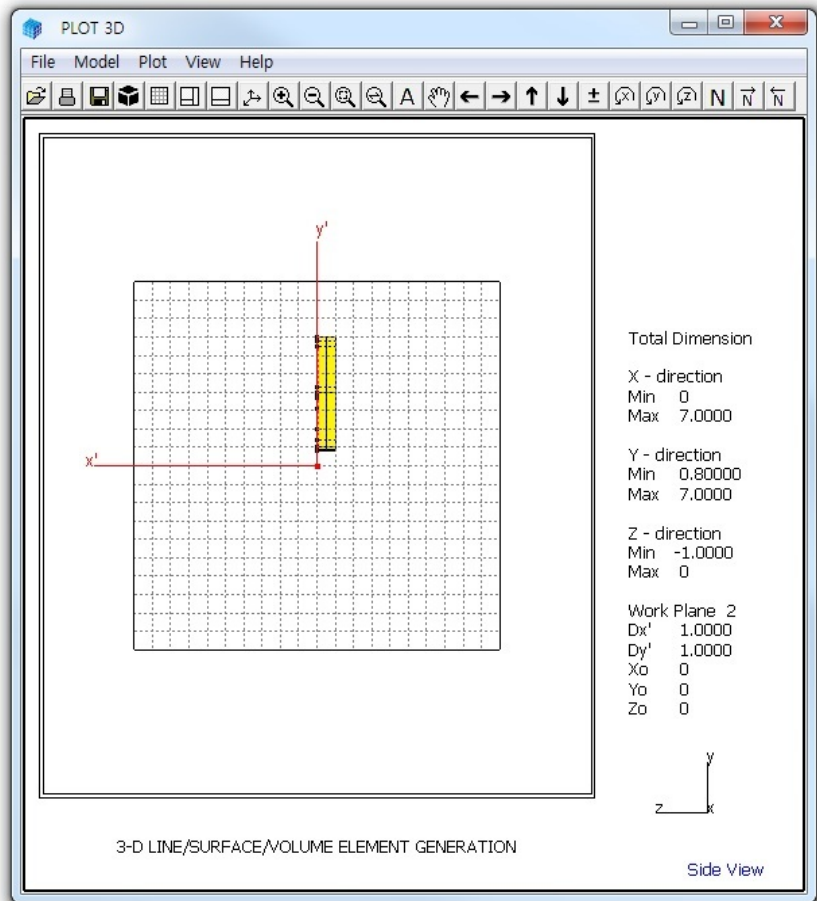 PLOT 3D
File Model Plot View Help
A ± x y z N N N
y'
x'
Total Dimension
X - direction
Min 0
Max 7.0000
Y - direction
Min 0.80000
Max 7.0000
Z - direction
Min -1.0000
Max 0
Work Plane 2
Dx' 1.0000
Dy' 1.0000
Xo 0
Yo 0
Zo 0
y
z x
3-D LINE/SURFACE/VOLUME ELEMENT GENERATION
Side View